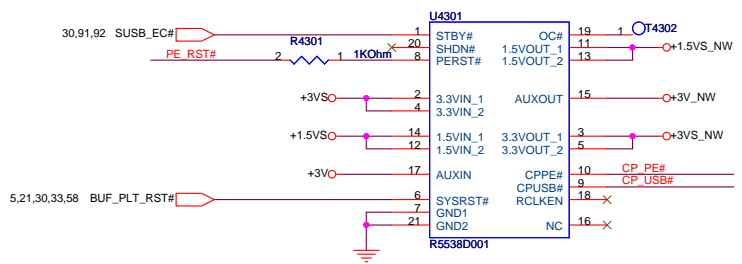 U4301
30,91,92 SUSB_EC# 1 STBY# OC# 19 1 T4302
20 SHDN# 1.5VOUT_1 11 +1.5VS_NW
R4301
PE_RST# 2 1 1KOhm 8 PERST# 1.5VOUT_2 13
+3VS 2 3.3VIN_1 AUXOUT 15 +3V_NW
4 3.3VIN_2
+1.5VS 14 1.5VIN_1 3.3VOUT_1 3 +3VS_NW
12 1.5VIN_2 3.3VOUT_2 5
+3V 17 AUXIN CPPE# 10 CP_PE#
CPUSB# 9 CP_USB#
5,21,30,33,58 BUF_PLT_RST# 6 SYSRST# RCLKEN 18
7 GND1
21 GND2 NC 16
R5538D001